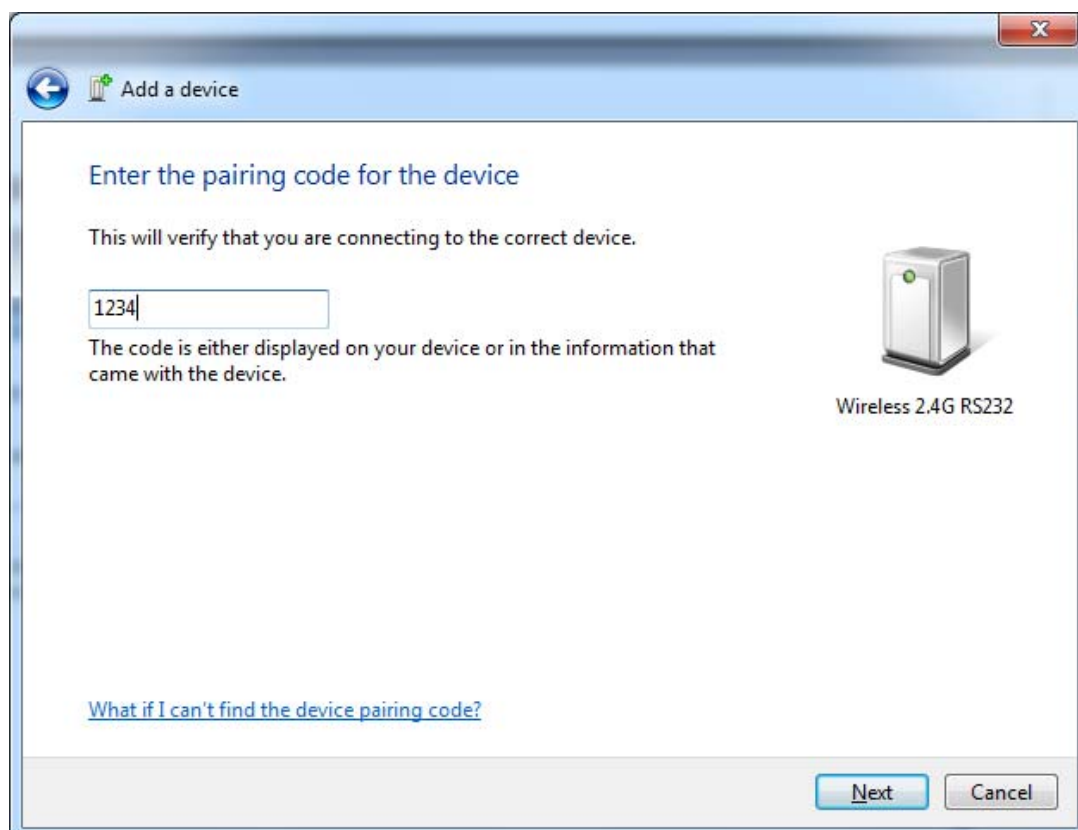 Add a device
Enter the pairing code for the device
This will verify that you are connecting to the correct device.
1234
The code is either displayed on your device or in the information that
came with the device.
Wireless 2.4G RS232
What if I can't find the device pairing code?
Next
Cancel